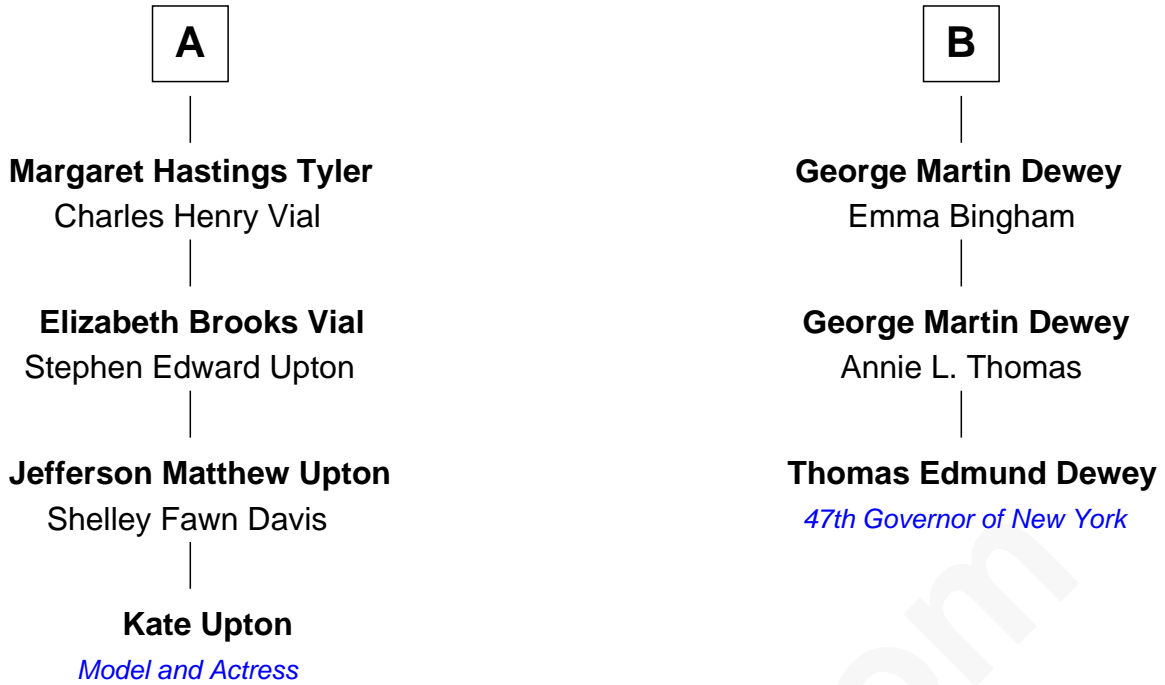 A
Margaret Hastings Tyler
Charles Henry Vial
Elizabeth Brooks Vial
Stephen Edward Upton
Jefferson Matthew Upton
Shelley Fawn Davis
Kate Upton
Model and Actress
B
George Martin Dewey
Emma Bingham
George Martin Dewey
Annie L. Thomas
Thomas Edmund Dewey
47th Governor of New York
om